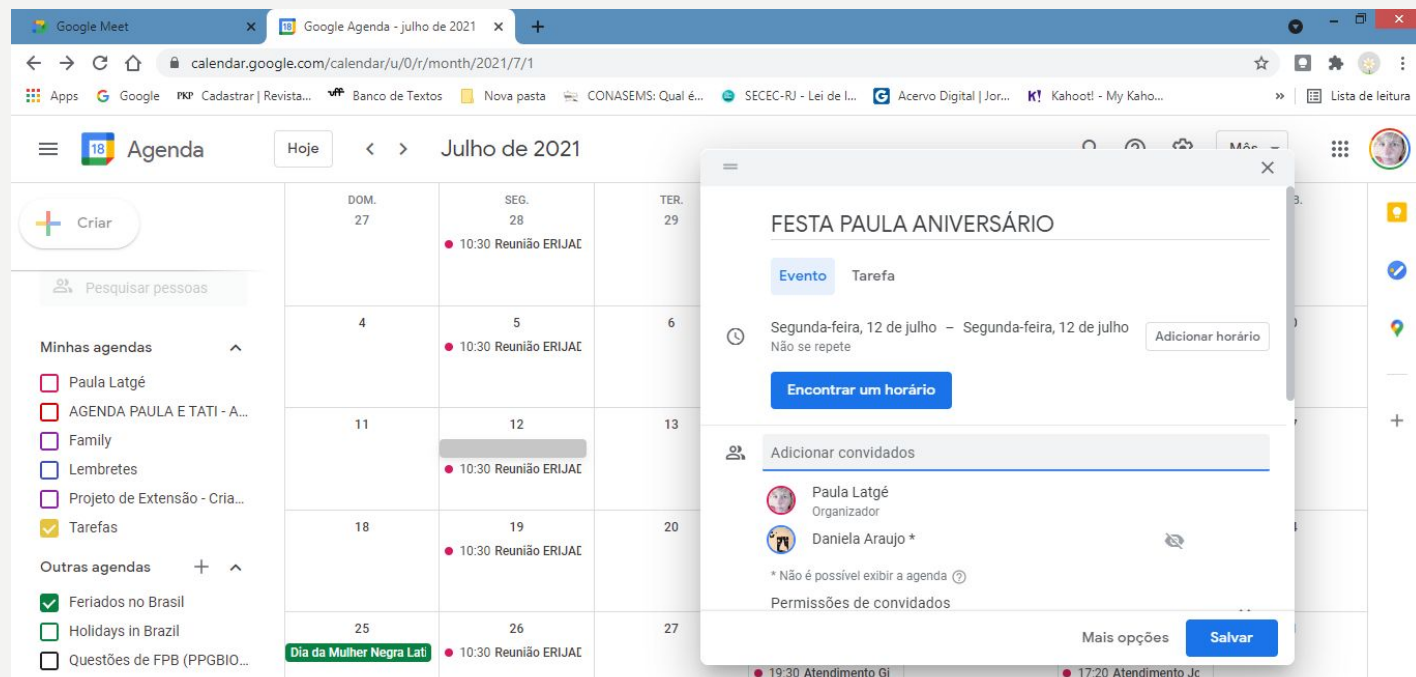 Google Meet
Google Agenda - julho de 2021
calendar.google.com/calendar/u/0/r/month/2021/7/1
Apps Google PKP Cadastrar | Revista... uff Banco de Textos Nova pasta CONASEMS: Qual é... SECEC-RJ - Lei de I... Acervo Digital | Jor... K! Kahoot! - My Kaho... » Lista de leitura
18 Agenda Hoje < > Julho de 2021 Mês
Criar
Pesquisar pessoas
Minhas agendas
Paula Latgé
AGENDA PAULA E TATI - A...
Family
Lembretes
Projeto de Extensão - Cria...
Tarefas
Outras agendas
Feriados no Brasil
Holidays in Brazil
Questões de FPB (PPGBIO...
DOM. SEG. TER.
27 28 29
10:30 Reunião ERIJAD
4 5 6
10:30 Reunião ERIJAD
11 12 13
10:30 Reunião ERIJAD
18 19 20
10:30 Reunião ERIJAD
25 26 27
Dia da Mulher Negra Lati 10:30 Reunião ERIJAD
FESTA PAULA ANIVERSÁRIO
Evento Tarefa
Segunda-feira, 12 de julho – Segunda-feira, 12 de julho
Não se repete
Adicionar horário
Encontrar um horário
Adicionar convidados
Paula Latgé
Organizador
Daniela Araujo *
* Não é possível exibir a agenda
Permissões de convidados
Mais opções Salvar
19:30 Atendimento Gi 17:20 Atendimento Jc